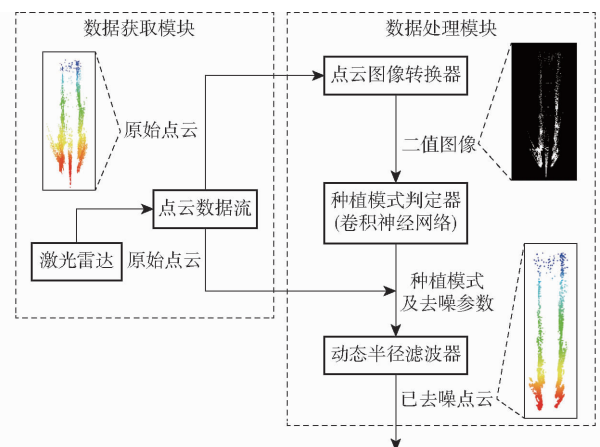 数据获取模块
原始点云
点云数据流
激光雷达
原始点云
数据处理模块
点云图像转换器
二值图像
种植模式判定器
(卷积神经网络)
种植模式
及去噪参数
动态半径滤波器
已去噪点云